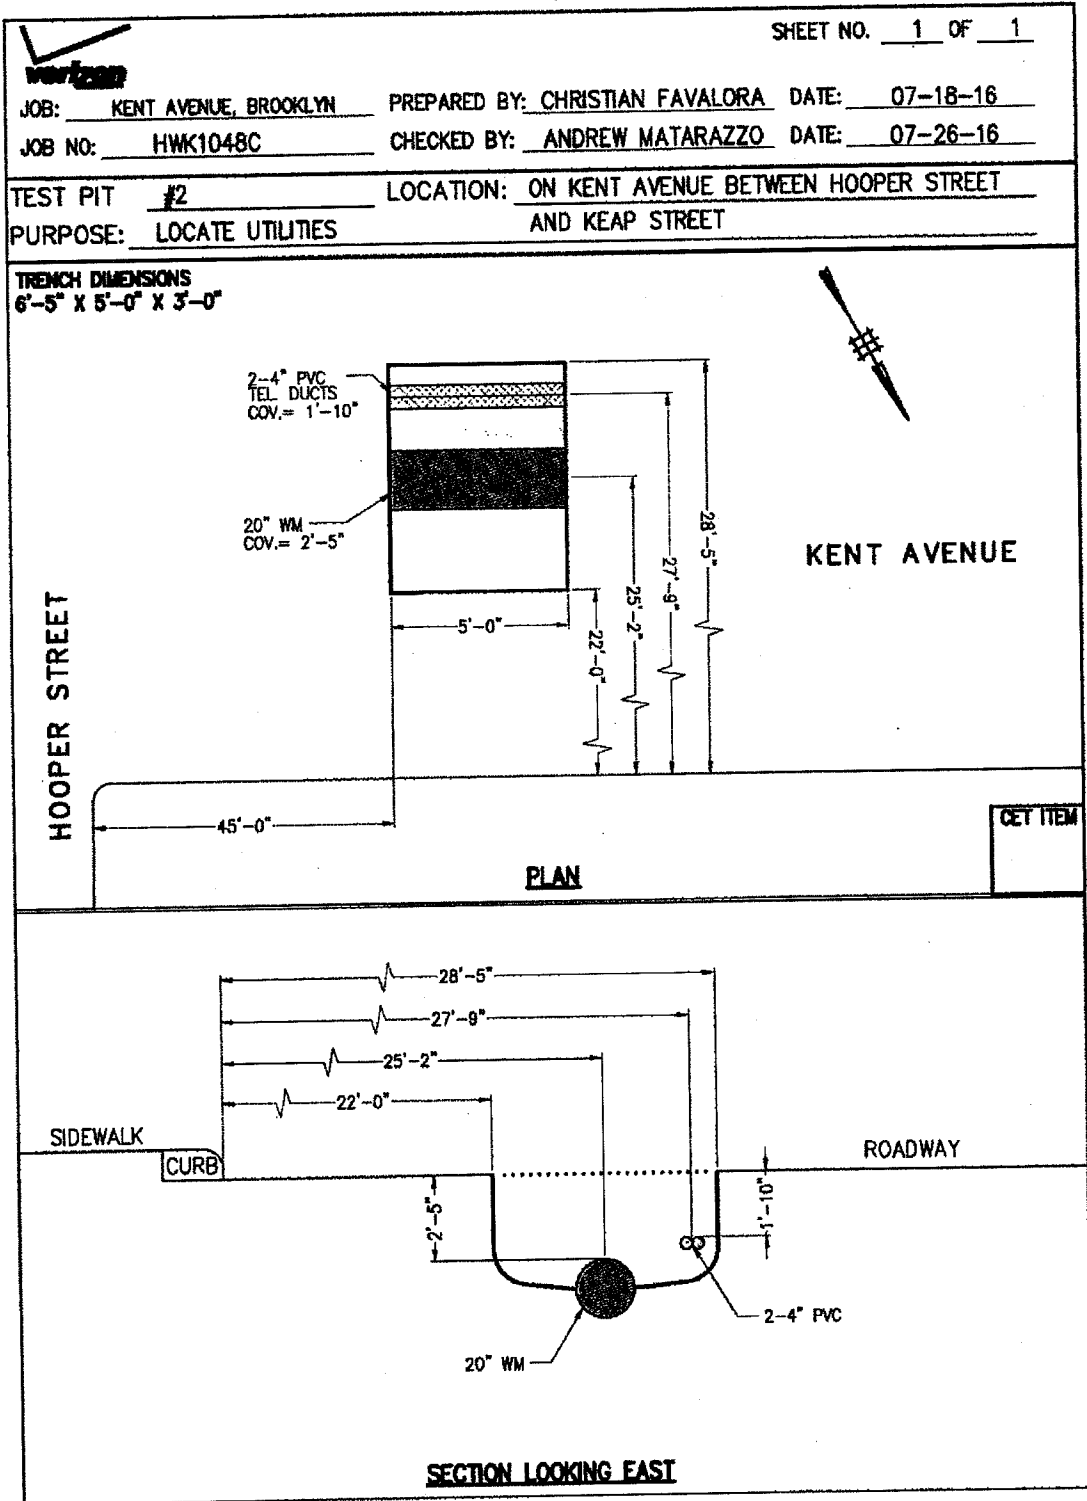 SHEET NO. 1 OF 1
verizon
JOB: KENT AVENUE, BROOKLYN PREPARED BY: CHRISTIAN FAVALORA DATE: 07-18-16
JOB NO: HWK1048C CHECKED BY: ANDREW MATARAZZO DATE: 07-26-16
TEST PIT #2 LOCATION: ON KENT AVENUE BETWEEN HOOPER STREET
PURPOSE: LOCATE UTILITIES AND KEAP STREET
TRENCH DIMENSIONS
6'-5" X 5'-0" X 3'-0"
2-4" PVC
TEL. DUCTS
COV.= 1'-10"
20" WM
COV.= 2'-5"
28'-5"
27'-9"
25'-2"
22'-0"
5'-0"
KENT AVENUE
HOOPER STREET
45'-0"
CET ITEM
PLAN
28'-5"
27'-9"
25'-2"
22'-0"
SIDEWALK
CURB
ROADWAY
2'-5"
1'-10"
2-4" PVC
20" WM
SECTION LOOKING EAST